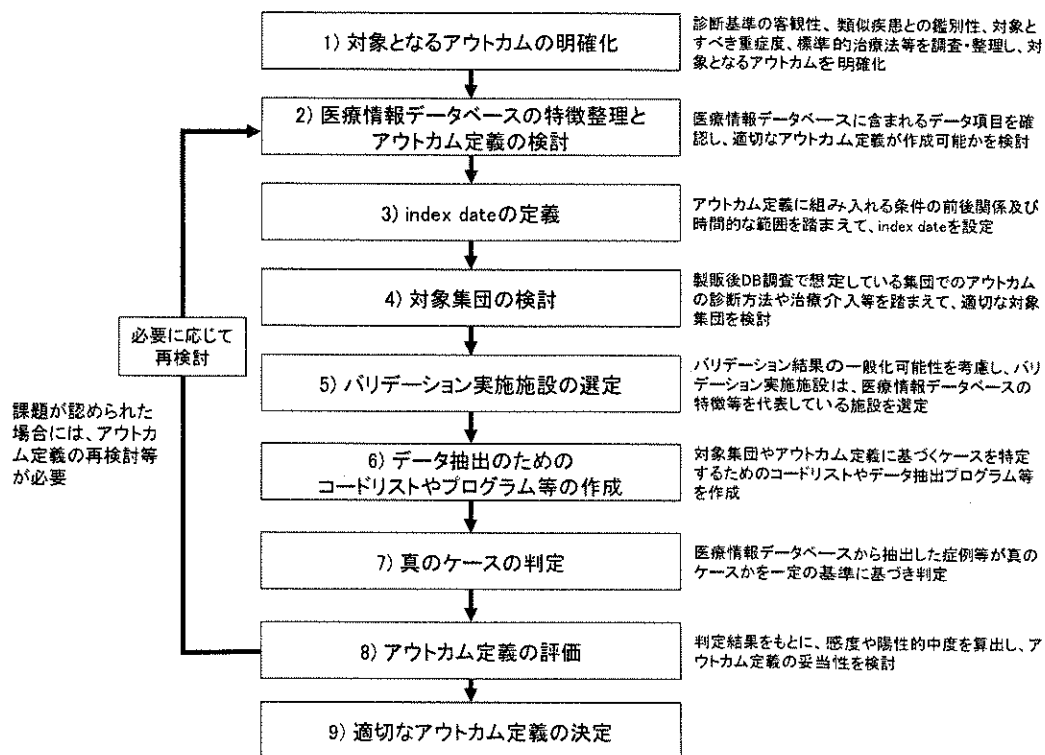 1) 対象となるアウトカムの明確化
診断基準の客観性、類似疾患との鑑別性、対象と
すべき重症度、標準的治療法等を調査・整理し、対
象となるアウトカムを明確化
2) 医療情報データベースの特徴整理と
アウトカム定義の検討
医療情報データベースに含まれるデータ項目を確
認し、適切なアウトカム定義が作成可能かを検討
3) index dateの定義
アウトカム定義に組み入れる条件の前後関係及び
時間的な範囲を踏まえて、index dateを設定
4) 対象集団の検討
製販後DB調査で想定している集団でのアウトカム
の診断方法や治療介入等を踏まえて、適切な対象
集団を検討
必要に応じて
再検討
5) バリデーション実施施設の選定
バリデーション結果の一般化可能性を考慮し、バリ
デーション実施施設は、医療情報データベースの
特徴等を代表している施設を選定
課題が認められた
場合には、アウトカ
ム定義の再検討等
が必要
6) データ抽出のための
コードリストやプログラム等の作成
対象集団やアウトカム定義に基づくケースを特定
するためのコードリストやデータ抽出プログラム等
を作成
7) 真のケースの判定
医療情報データベースから抽出した症例等が真の
ケースかを一定の基準に基づき判定
8) アウトカム定義の評価
判定結果をもとに、感度や陽性的中度を算出し、ア
ウトカム定義の妥当性を検討
9) 適切なアウトカム定義の決定